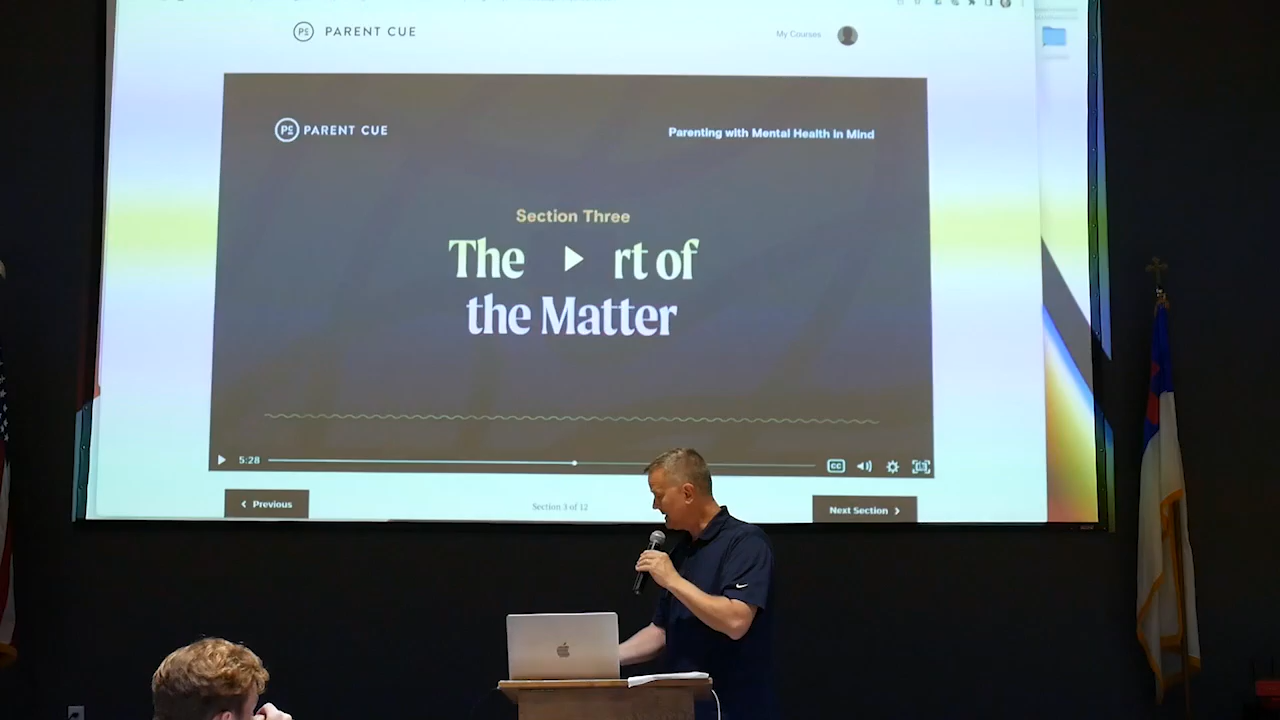 PARENT CUE
My Courses
PARENT CUE
Parenting with Mental Health in Mind
Section Three
The rt of
the Matter
5:28
CC
Previous
Section 3 of 12
Next Section